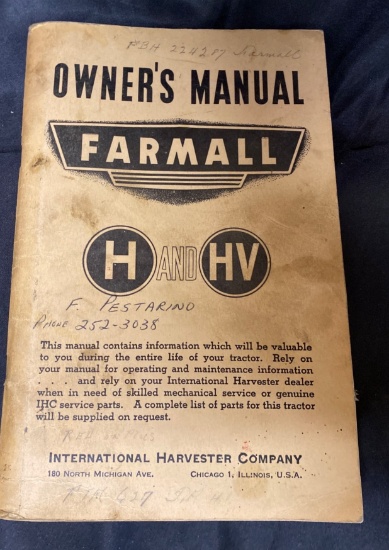 FBH 224287 Farmall
OWNER'S MANUAL
FARMALL
H AND HV
F. PESTARINO
PHONE 252-3038
This manual contains information which will be valuable
to you during the entire life of your tractor. Rely on
your manual for operating and maintenance information
. . . . and rely on your International Harvester dealer
when in need of skilled mechanical service or genuine
IHC service parts. A complete list of parts for this tractor
will be supplied on request.
INTERNATIONAL HARVESTER COMPANY
180 NORTH MICHIGAN AVE. CHICAGO 1, ILLINOIS, U.S.A.